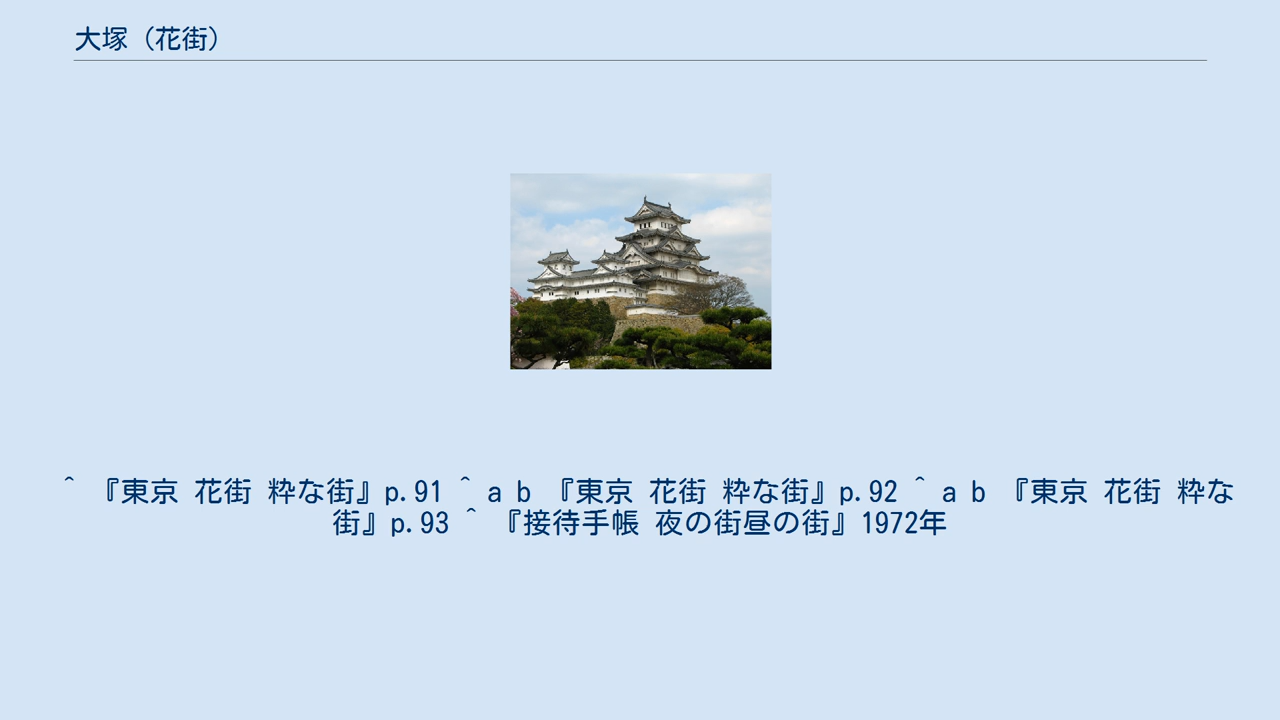 大塚（花街）
^ 『東京 花街 粋な街』p.91 ^ a b 『東京 花街 粋な街』p.92 ^ a b 『東京 花街 粋な
街』p.93 ^ 『接待手帳 夜の街昼の街』1972年